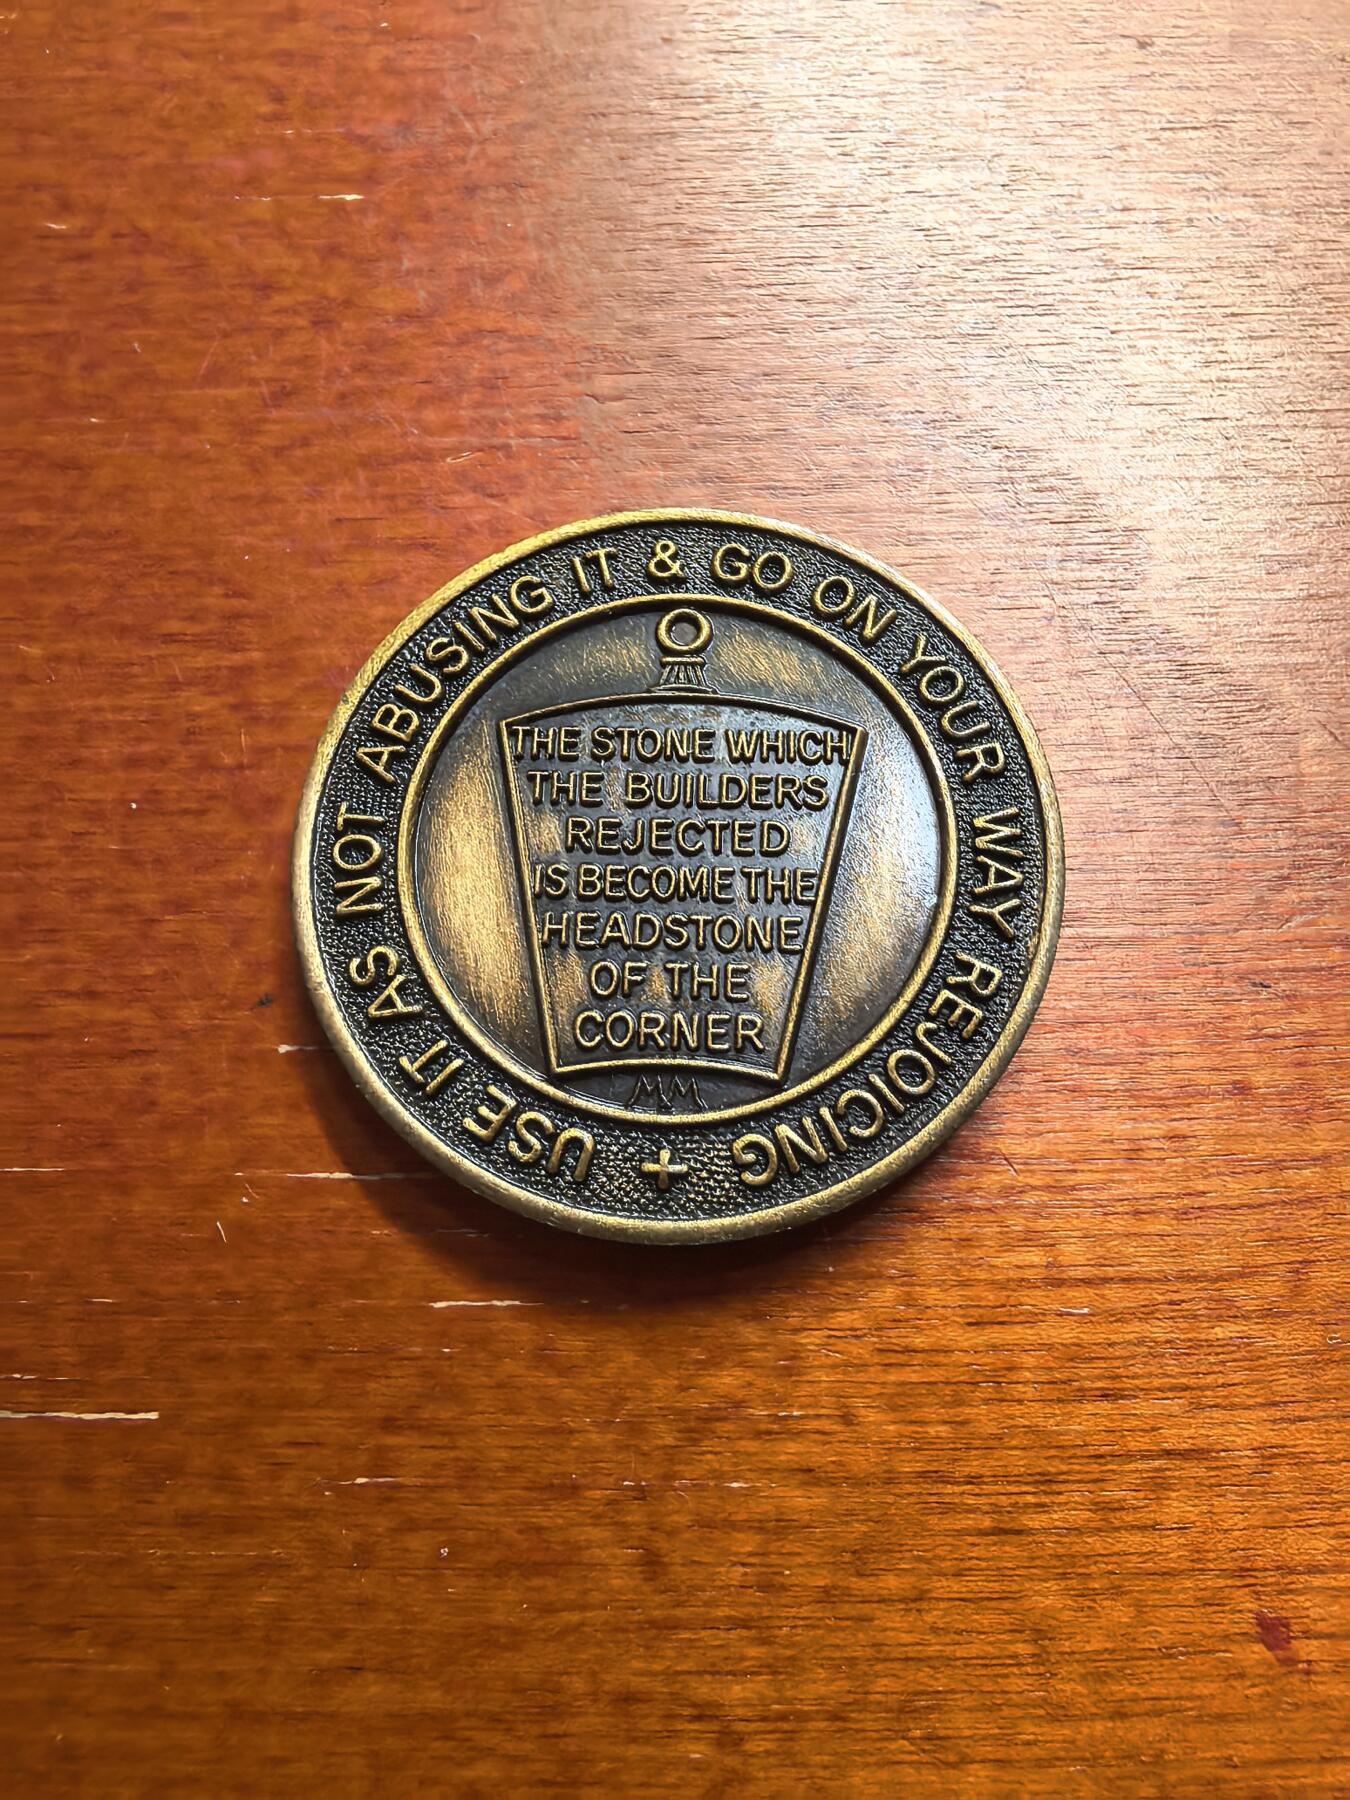 USE IT AS NOT ABUSING IT & GO ON YOUR WAY REJOICING +
THE STONE WHICH
THE BUILDERS
REJECTED
IS BECOME THE
HEADSTONE
OF THE
CORNER
MM